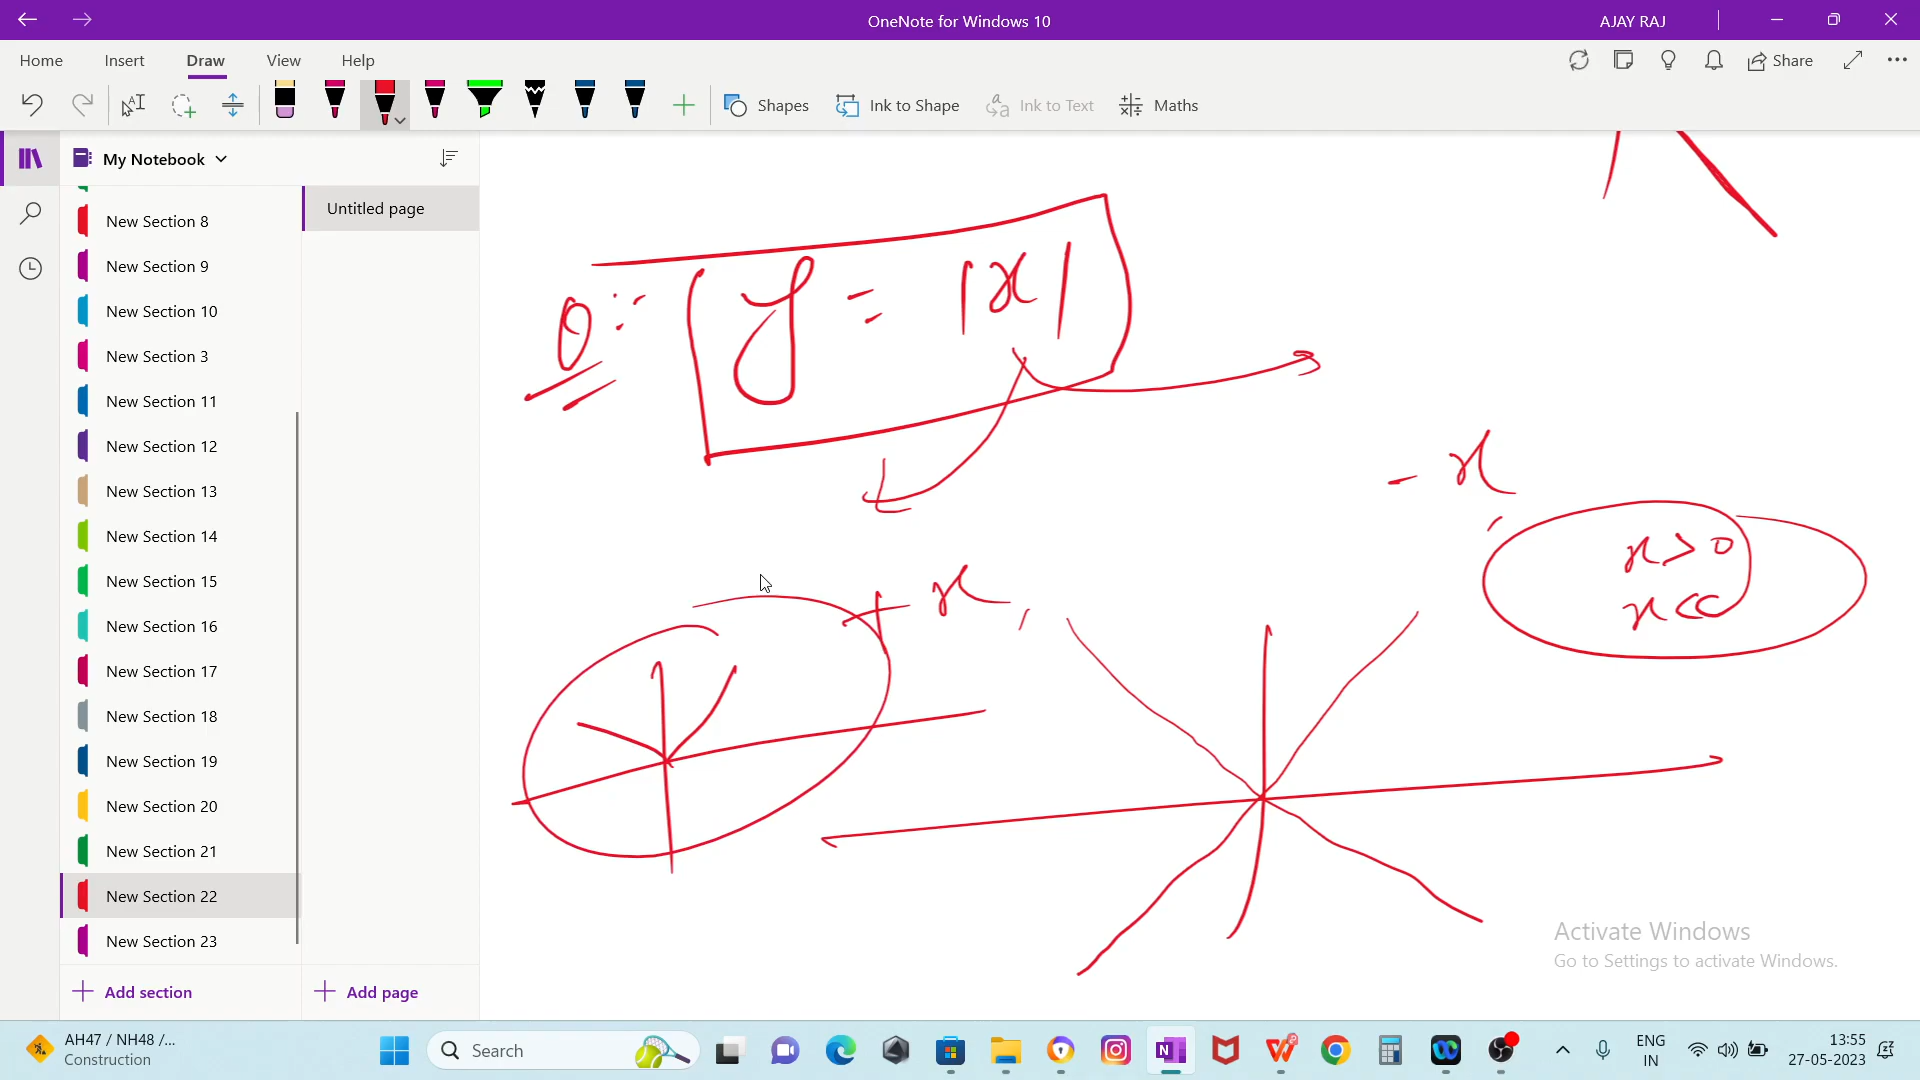 OneNote for Windows 10
AJAY RAJ
Home Insert Draw View Help
Share
Shapes Ink to Shape Ink to Text Maths
My Notebook
Untitled page
New Section 8
New Section 9
New Section 10
New Section 3
New Section 11
New Section 12
New Section 13
New Section 14
New Section 15
New Section 16
New Section 17
New Section 18
New Section 19
New Section 20
New Section 21
New Section 22
New Section 23
Add section
Add page
y = |x|
- x
x > 0
+ x,
Activate Windows
Go to Settings to activate Windows.
AH47 / NH48 /...
Construction
Search
ENG
IN
13:55
27-05-2023